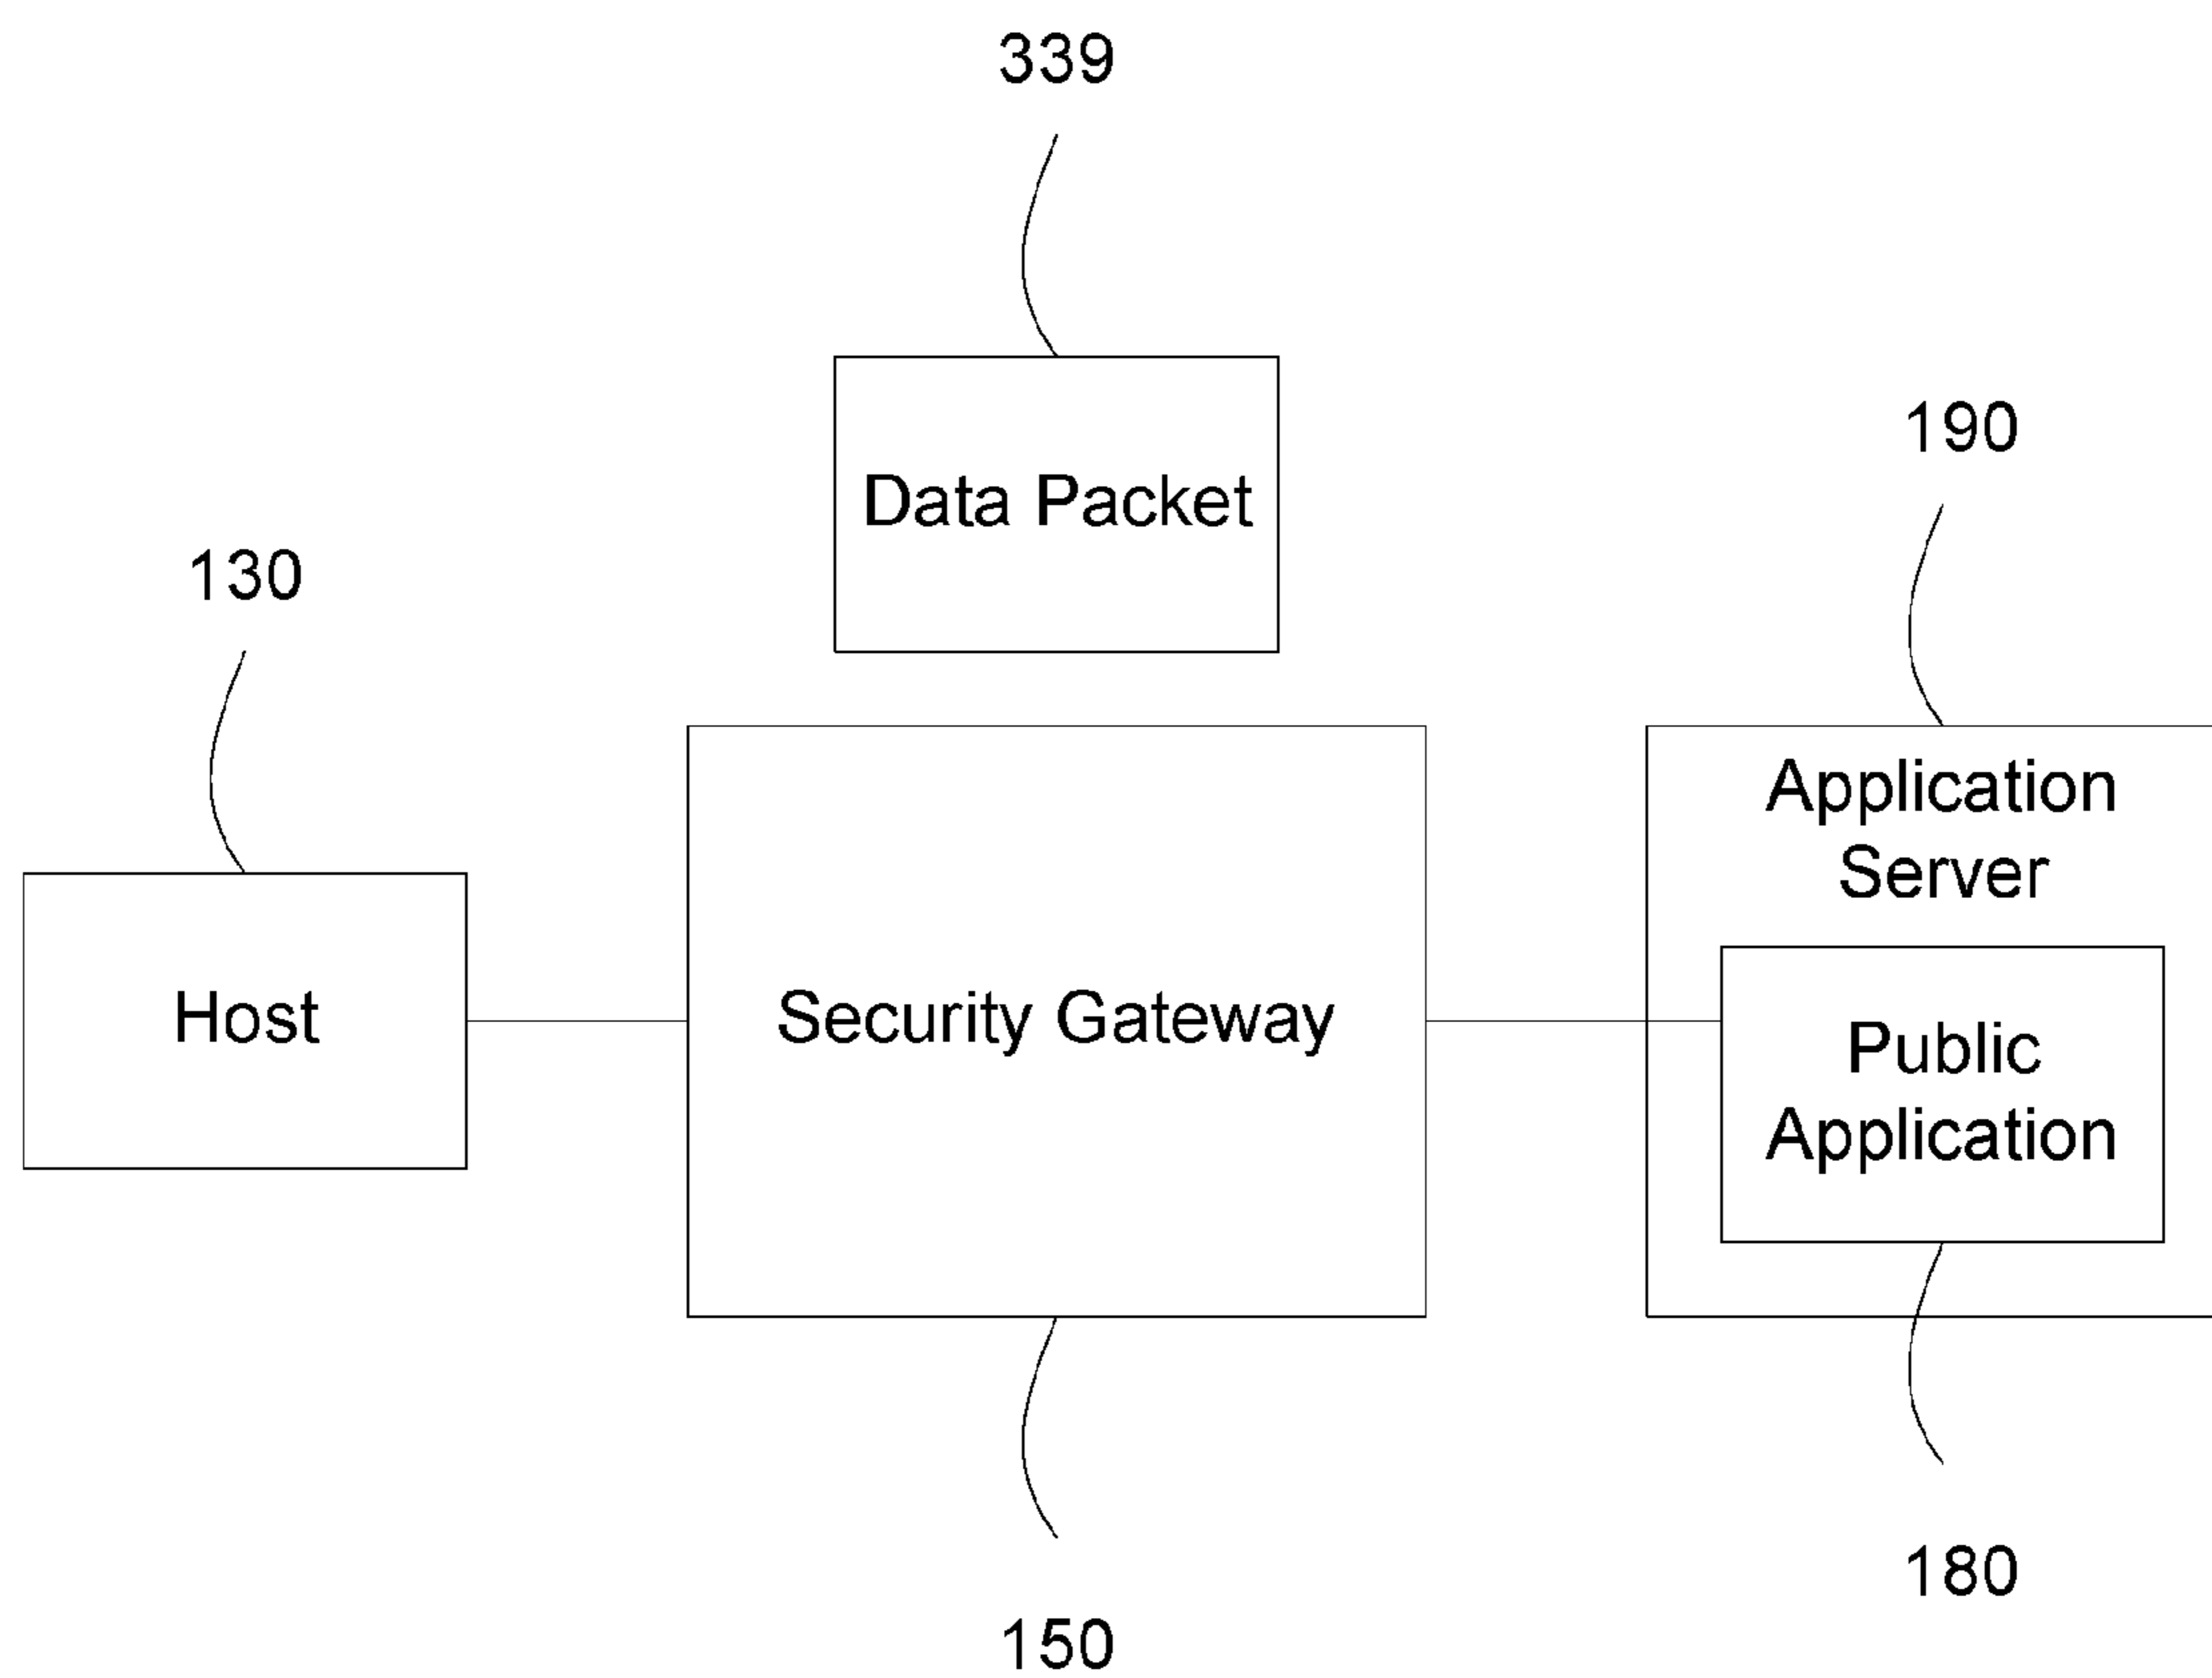 339
Data Packet
190
130
Application
Server
Host
Security Gateway
Public
Application
180
150